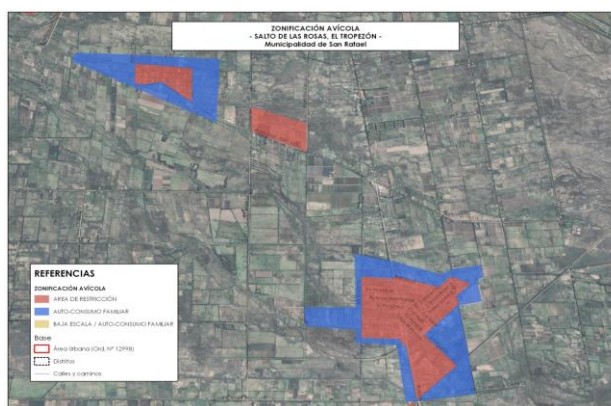 ZONIFICACIÓN AVÍCOLA
- SALTO DE LAS ROSAS, EL TROPEZÓN -
Municipalidad de San Rafael
REFERENCIAS
ZONIFICACIÓN AVÍCOLA
AREA DE RESTRICCIÓN
AUTO-CONSUMO FAMILIAR
BAJA ESCALA / AUTO-CONSUMO FAMILIAR
Base
Área Urbana (Ord. Nº 12998)
Distritos
Calles y caminos